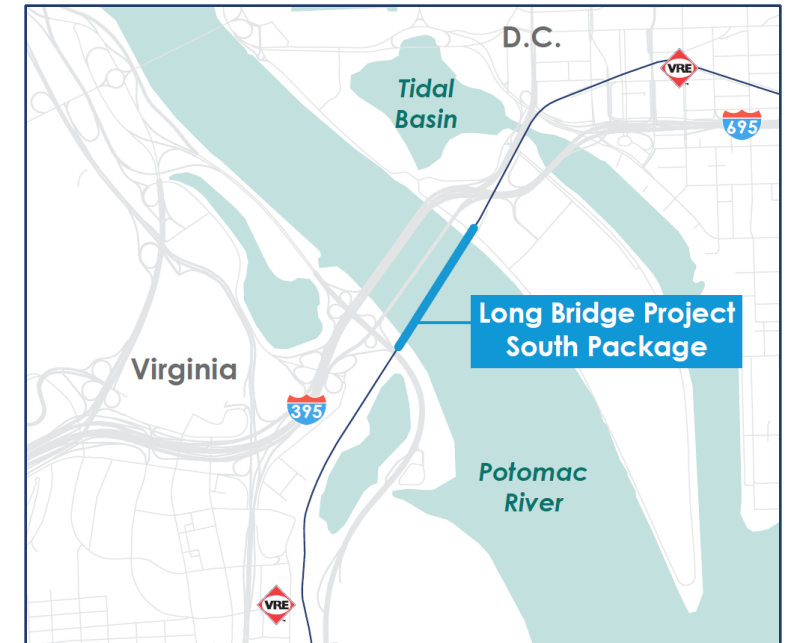 D.C.
VRE
Tidal
Basin
695
Long Bridge Project
South Package
Virginia
395
Potomac
River
VRE